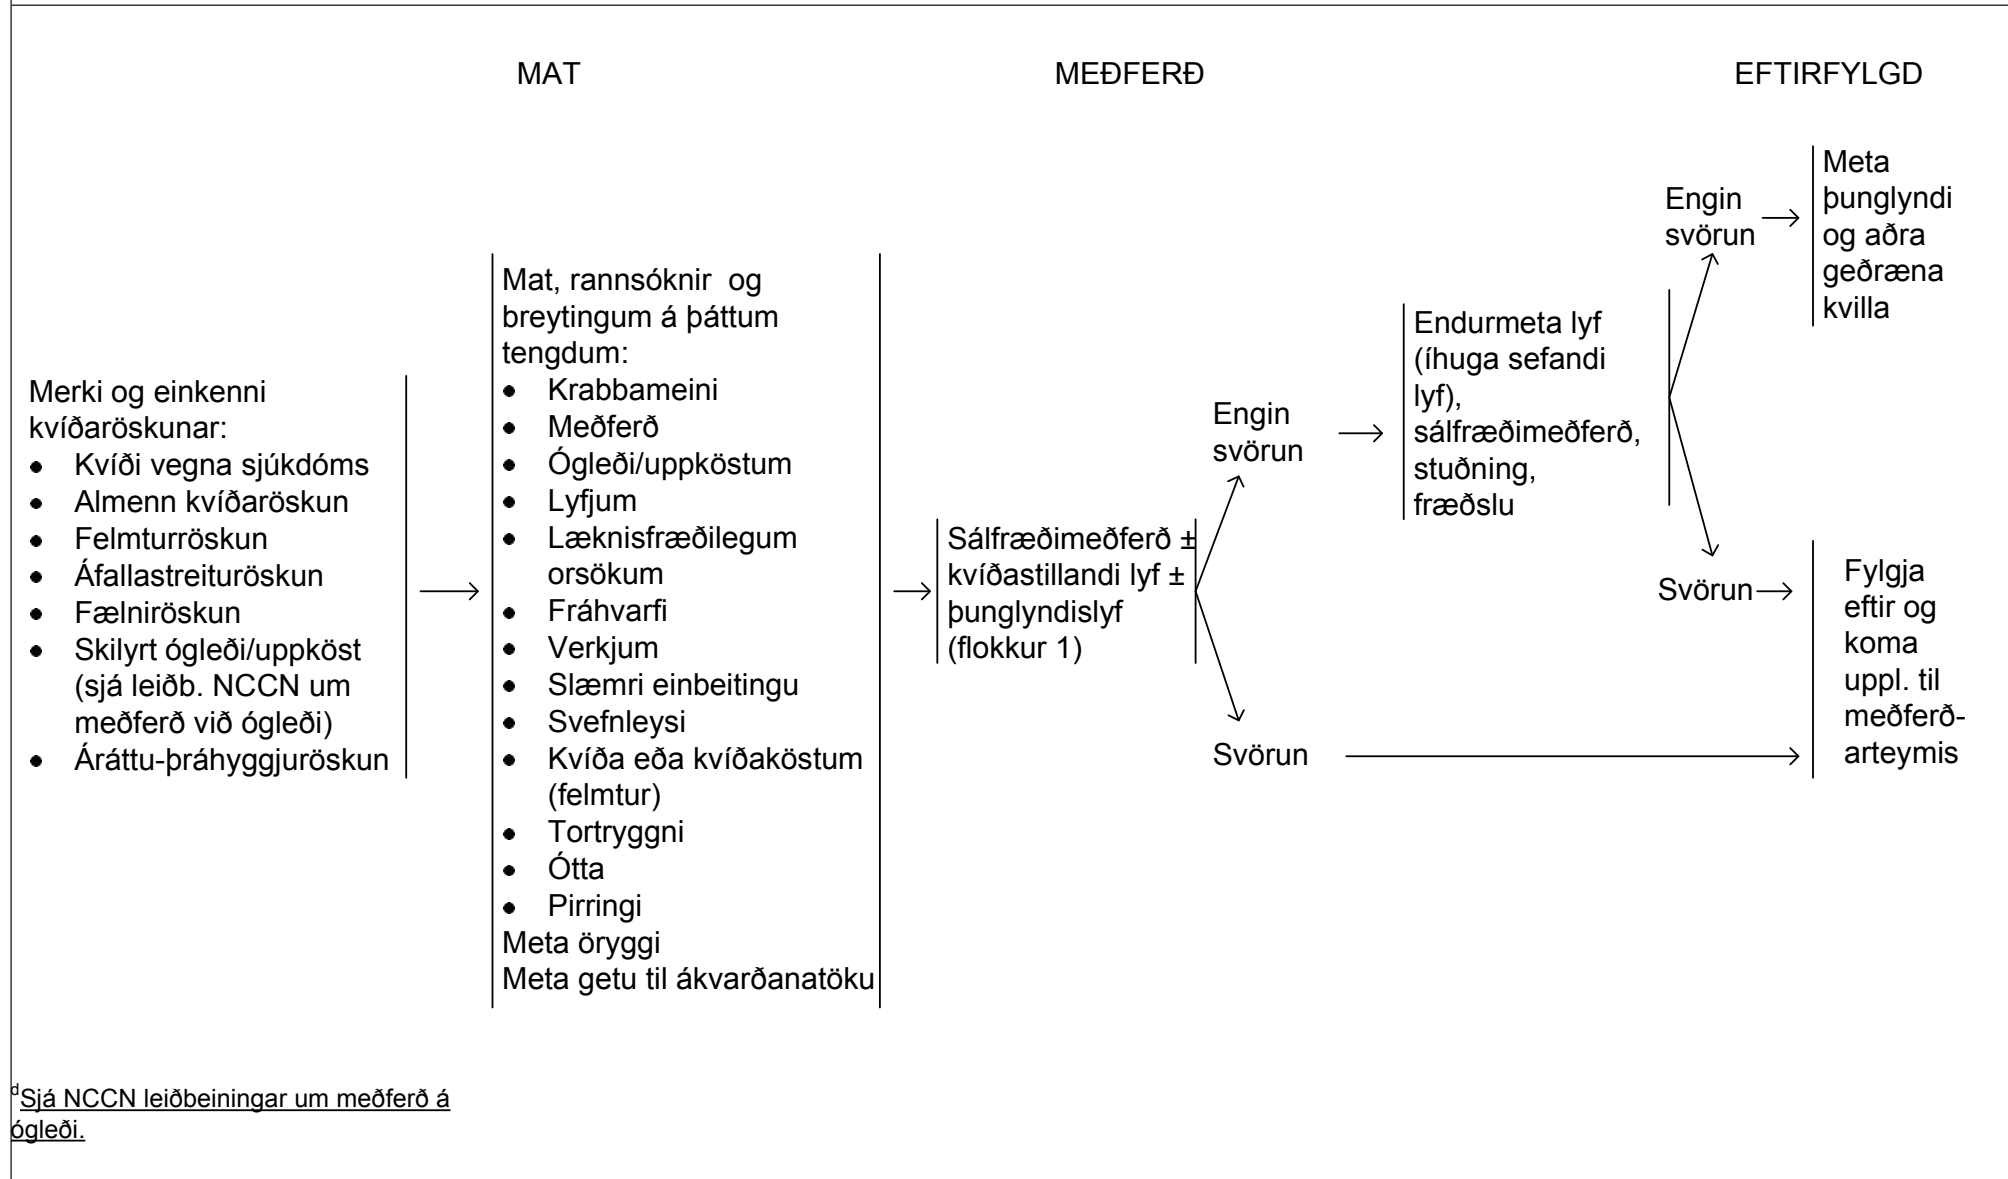 MAT
MEÐFERÐ
EFTIRFYLGD
Merki og einkenni
kvíðaröskunar:
• Kvíði vegna sjúkdóms
• Almenn kvíðaröskun
• Felmturröskun
• Áfallastreituröskun
• Fælniröskun
• Skilyrt ógleði/uppköst
(sjá leiðb. NCCN um
meðferð við ógleði)
• Áráttu-þráhyggjuröskun
Mat, rannsóknir og
breytingum á þáttum
tengdum:
• Krabbameini
• Meðferð
• Ógleði/uppköstum
• Lyfjum
• Læknisfræðilegum
orsökum
• Fráhvarfi
• Verkjum
• Slæmri einbeitingu
• Svefnleysi
• Kvíða eða kvíðaköstum
(felmtur)
• Tortryggni
• Ótta
• Pirringi
Meta öryggi
Meta getu til ákvarðanatöku
Sálfræðimeðferð ±
kvíðastillandi lyf ±
þunglyndislyf
(flokkur 1)
Engin
svörun
Svörun
Endurmeta lyf
(íhuga sefandi
lyf),
sálfræðimeðferð,
stuðning,
fræðslu
Engin
svörun
Svörun
Meta
þunglyndi
og aðra
geðræna
kvilla
Fylgja
eftir og
koma
uppl. til
meðferð-
arteymis
dSjá NCCN leiðbeiningar um meðferð á
ógleði.